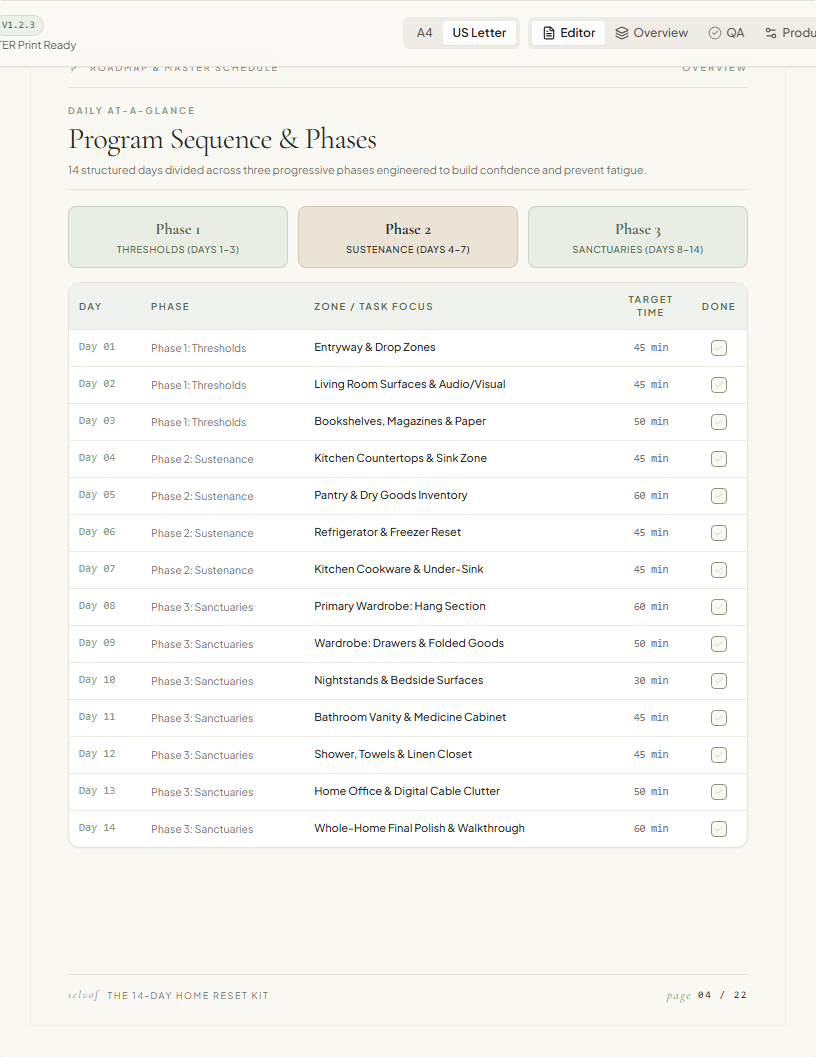 V1.2.3
TER Print Ready
A4 US Letter Editor Overview QA Produ
ROADMAP & MASTER SCHEDULE OVERVIEW
DAILY AT-A-GLANCE
Program Sequence & Phases
14 structured days divided across three progressive phases engineered to build confidence and prevent fatigue.
Phase 1 Phase 2 Phase 3
THRESHOLDS (DAYS 1–3) SUSTENANCE (DAYS 4–7) SANCTUARIES (DAYS 8–14)
DAY PHASE ZONE / TASK FOCUS TARGET TIME DONE
Day 01 Phase 1: Thresholds Entryway & Drop Zones 45 min
Day 02 Phase 1: Thresholds Living Room Surfaces & Audio/Visual 45 min
Day 03 Phase 1: Thresholds Bookshelves, Magazines & Paper 50 min
Day 04 Phase 2: Sustenance Kitchen Countertops & Sink Zone 45 min
Day 05 Phase 2: Sustenance Pantry & Dry Goods Inventory 60 min
Day 06 Phase 2: Sustenance Refrigerator & Freezer Reset 45 min
Day 07 Phase 2: Sustenance Kitchen Cookware & Under-Sink 45 min
Day 08 Phase 3: Sanctuaries Primary Wardrobe: Hang Section 60 min
Day 09 Phase 3: Sanctuaries Wardrobe: Drawers & Folded Goods 50 min
Day 10 Phase 3: Sanctuaries Nightstands & Bedside Surfaces 30 min
Day 11 Phase 3: Sanctuaries Bathroom Vanity & Medicine Cabinet 45 min
Day 12 Phase 3: Sanctuaries Shower, Towels & Linen Closet 45 min
Day 13 Phase 3: Sanctuaries Home Office & Digital Cable Clutter 50 min
Day 14 Phase 3: Sanctuaries Whole-Home Final Polish & Walkthrough 60 min
selvof THE 14-DAY HOME RESET KIT page 04 / 22